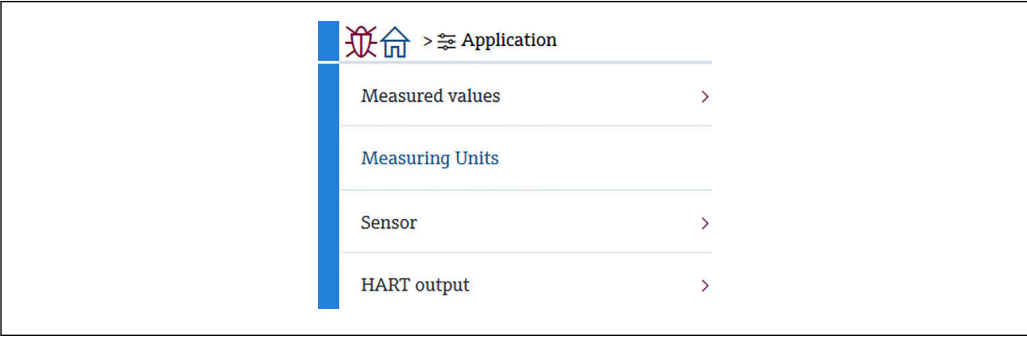 > Application
Measured values
Measuring Units
Sensor
HART output